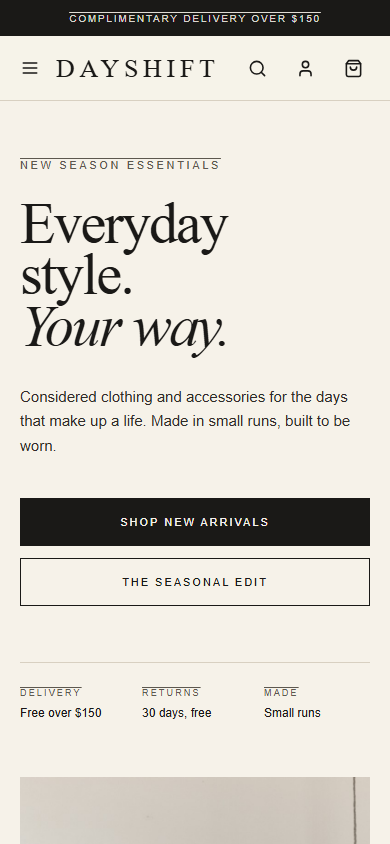 COMPLIMENTARY DELIVERY OVER $150
DAYSHIFT
NEW SEASON ESSENTIALS
Everyday
style.
Your way.
Considered clothing and accessories for the days
that make up a life. Made in small runs, built to be
worn.
SHOP NEW ARRIVALS
THE SEASONAL EDIT
DELIVERY RETURNS MADE
Free over $150 30 days, free Small runs